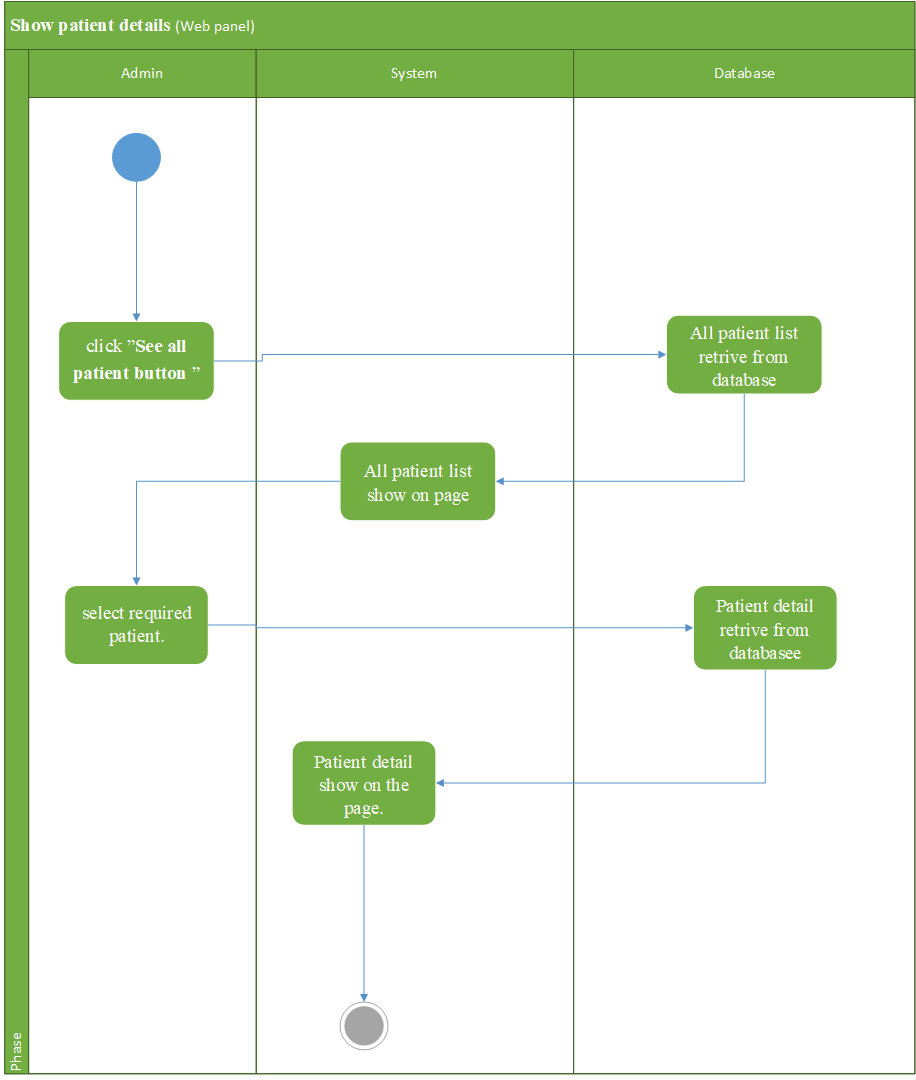 Show patient details (Web panel)
Admin
System
Database
click ”See all
patient button ”
All patient list
retrive from
database
All patient list
show on page
select required
patient.
Patient detail
retrive from
databasee
Patient detail
show on the
page.
Phase